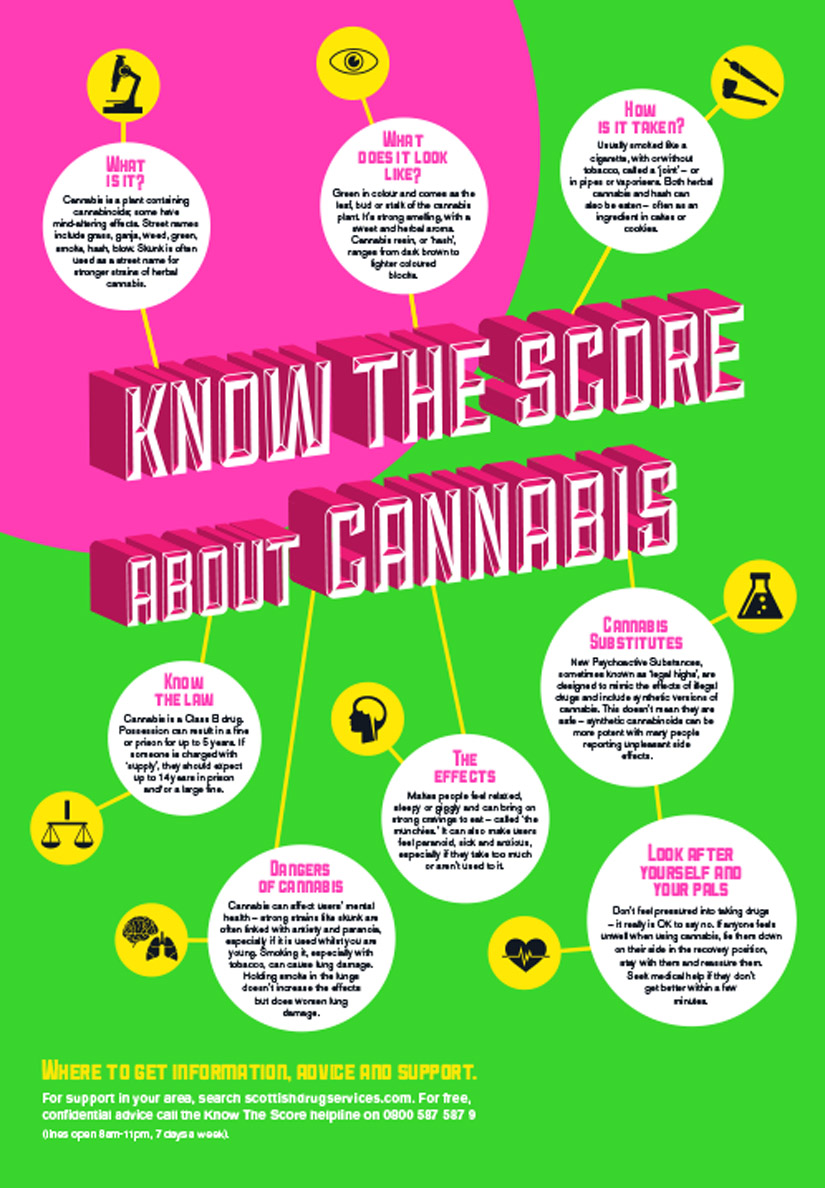 WHAT
IS IT?
Cannabis is a plant containing
cannabinoids; some have
mind-altering effects. Street names
include grass, ganja, weed, green,
smoke, hash, blow. Skunk is often
used as a street name for
stronger strains of herbal
cannabis.
WHAT
DOES IT LOOK
LIKE?
Green in colour and comes as the
leaf, bud or stalk of the cannabis
plant. It's strong smelling, with a
sweet and herbal aroma.
Cannabis resin, or 'hash',
ranges from dark brown to
lighter coloured
blocks.
HOW
IS IT TAKEN?
Usually smoked like a
cigarette, with or without
tobacco, called a 'joint' – or
in pipes or vaporisers. Both herbal
cannabis and hash can
also be eaten – often as an
ingredient in cakes or
cookies.
KNOW THE SCORE
ABOUT CANNABIS
KNOW
THE LAW
Cannabis is a Class B drug.
Possession can result in a fine
or prison for up to 5 years. If
someone is charged with
'supply', they should expect
up to 14 years in prison
and/or a large fine.
DANGERS
OF CANNABIS
Cannabis can affect users' mental
health – strong strains like skunk are
often linked with anxiety and paranoia,
especially if it is used whilst you are
young. Smoking it, especially with
tobacco, can cause lung damage.
Holding smoke in the lungs
doesn't increase the effects
but does worsen lung
damage.
THE
EFFECTS
Makes people feel relaxed,
sleepy or giggly and can bring on
strong cravings to eat – called 'the
munchies.' It can also make users
feel paranoid, sick and anxious,
especially if they take too much
or aren't used to it.
CANNABIS
SUBSTITUTES
New Psychoactive Substances,
sometimes known as 'legal highs', are
designed to mimic the effects of illegal
drugs and include synthetic versions of
cannabis. This doesn't mean they are
safe – synthetic cannabinoids can be
more potent with many people
reporting unpleasant side
effects.
LOOK AFTER
YOURSELF AND
YOUR PALS
Don't feel pressured into taking drugs
– it really is OK to say no. If anyone feels
unwell when using cannabis, lie them down
on their side in the recovery position,
stay with them and reassure them.
Seek medical help if they don't
get better within a few
minutes.
WHERE TO GET INFORMATION, ADVICE AND SUPPORT.
For support in your area, search scottishdrugservices.com. For free,
confidential advice call the Know The Score helpline on 0800 587 587 9
(lines open 8am-11pm, 7 days a week).